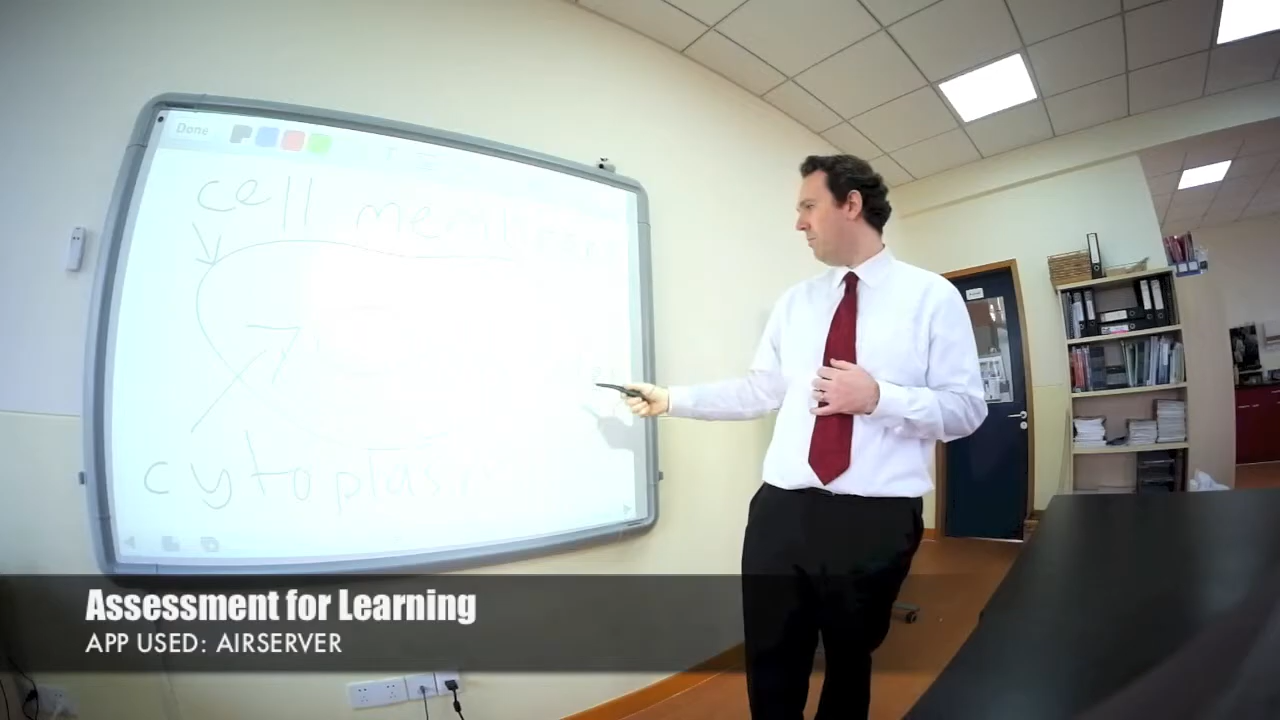 Done
cell membrane
cytoplasm
Assessment for Learning
APP USED: AIRSERVER